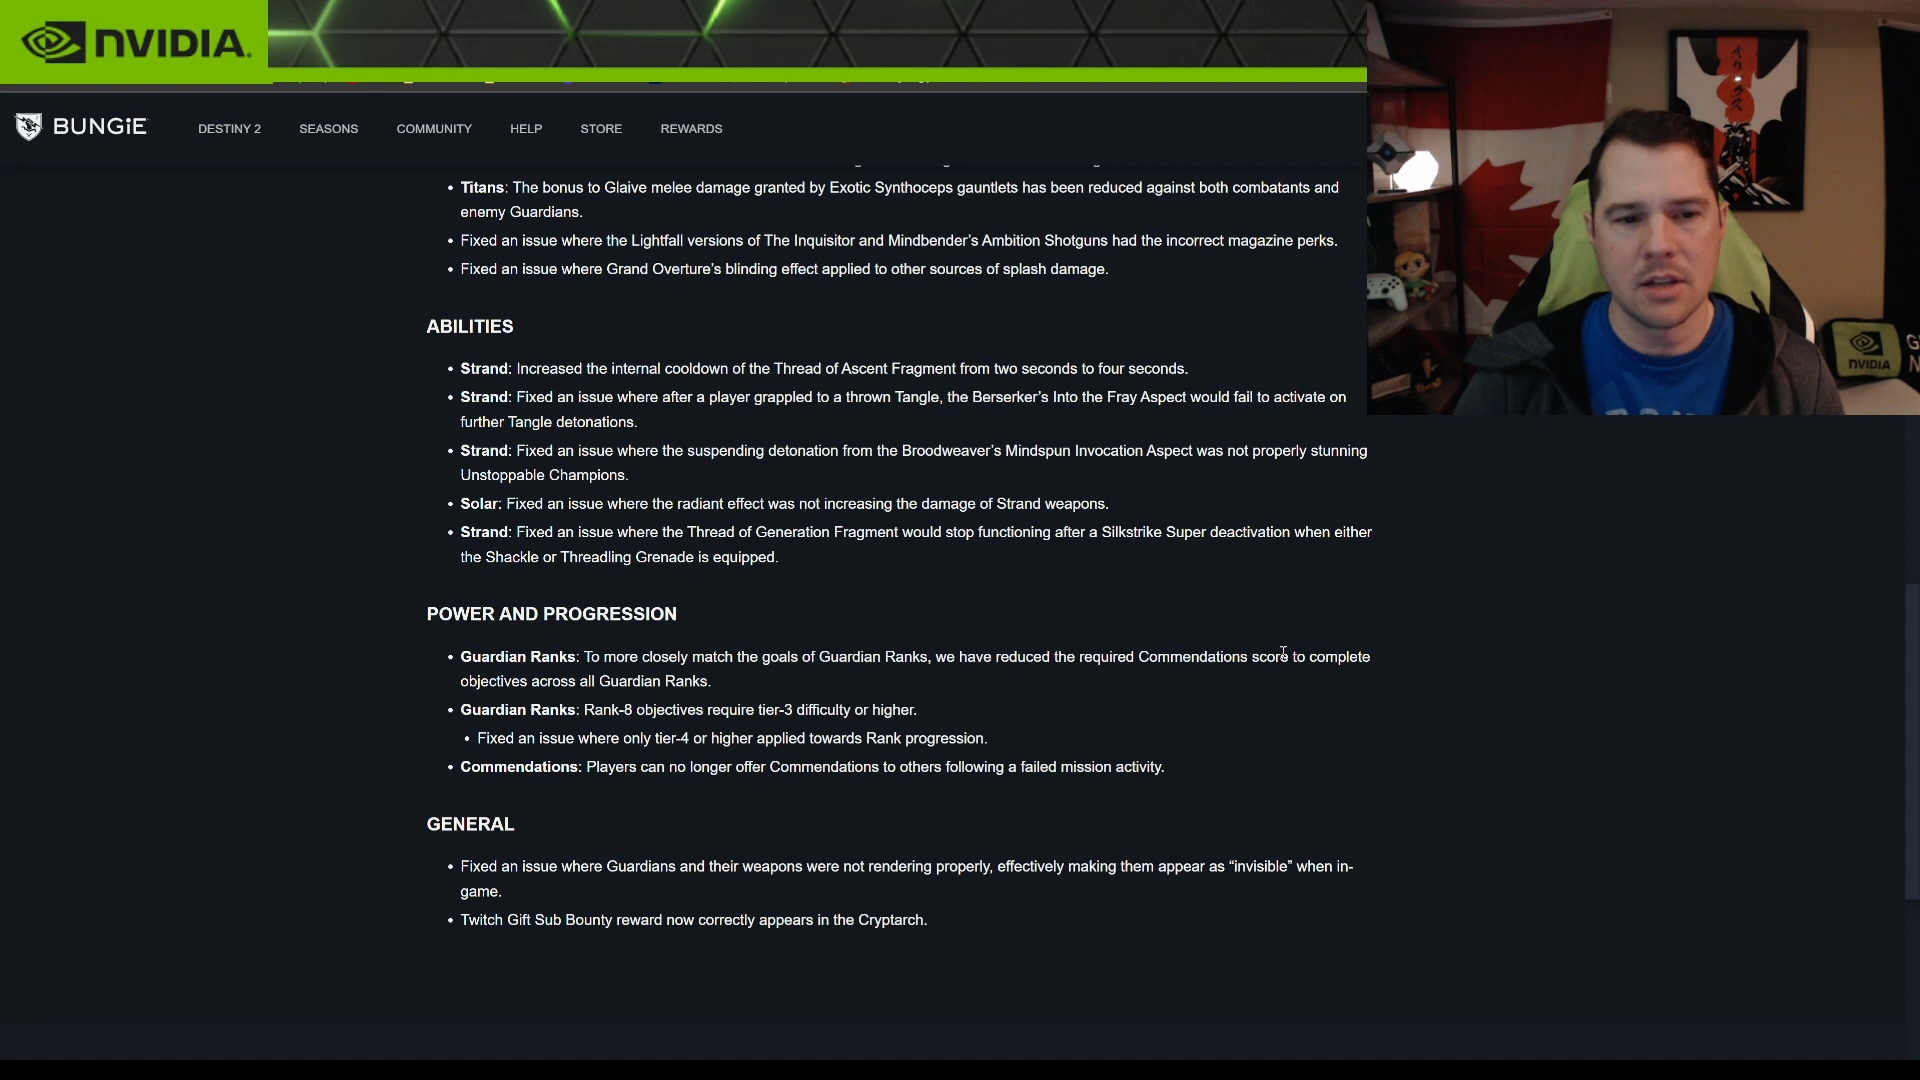 NVIDIA.
BUNGiE
DESTINY 2
SEASONS
COMMUNITY
HELP
STORE
REWARDS
• Titans: The bonus to Glaive melee damage granted by Exotic Synthoceps gauntlets has been reduced against both combatants and
enemy Guardians.
• Fixed an issue where the Lightfall versions of The Inquisitor and Mindbender’s Ambition Shotguns had the incorrect magazine perks.
• Fixed an issue where Grand Overture’s blinding effect applied to other sources of splash damage.
ABILITIES
• Strand: Increased the internal cooldown of the Thread of Ascent Fragment from two seconds to four seconds.
• Strand: Fixed an issue where after a player grappled to a thrown Tangle, the Berserker’s Into the Fray Aspect would fail to activate on
further Tangle detonations.
• Strand: Fixed an issue where the suspending detonation from the Broodweaver’s Mindspun Invocation Aspect was not properly stunning
Unstoppable Champions.
• Solar: Fixed an issue where the radiant effect was not increasing the damage of Strand weapons.
• Strand: Fixed an issue where the Thread of Generation Fragment would stop functioning after a Silkstrike Super deactivation when either
the Shackle or Threadling Grenade is equipped.
POWER AND PROGRESSION
• Guardian Ranks: To more closely match the goals of Guardian Ranks, we have reduced the required Commendations score to complete
objectives across all Guardian Ranks.
• Guardian Ranks: Rank-8 objectives require tier-3 difficulty or higher.
• Fixed an issue where only tier-4 or higher applied towards Rank progression.
• Commendations: Players can no longer offer Commendations to others following a failed mission activity.
GENERAL
• Fixed an issue where Guardians and their weapons were not rendering properly, effectively making them appear as “invisible” when in-
game.
• Twitch Gift Sub Bounty reward now correctly appears in the Cryptarch.
NVIDIA